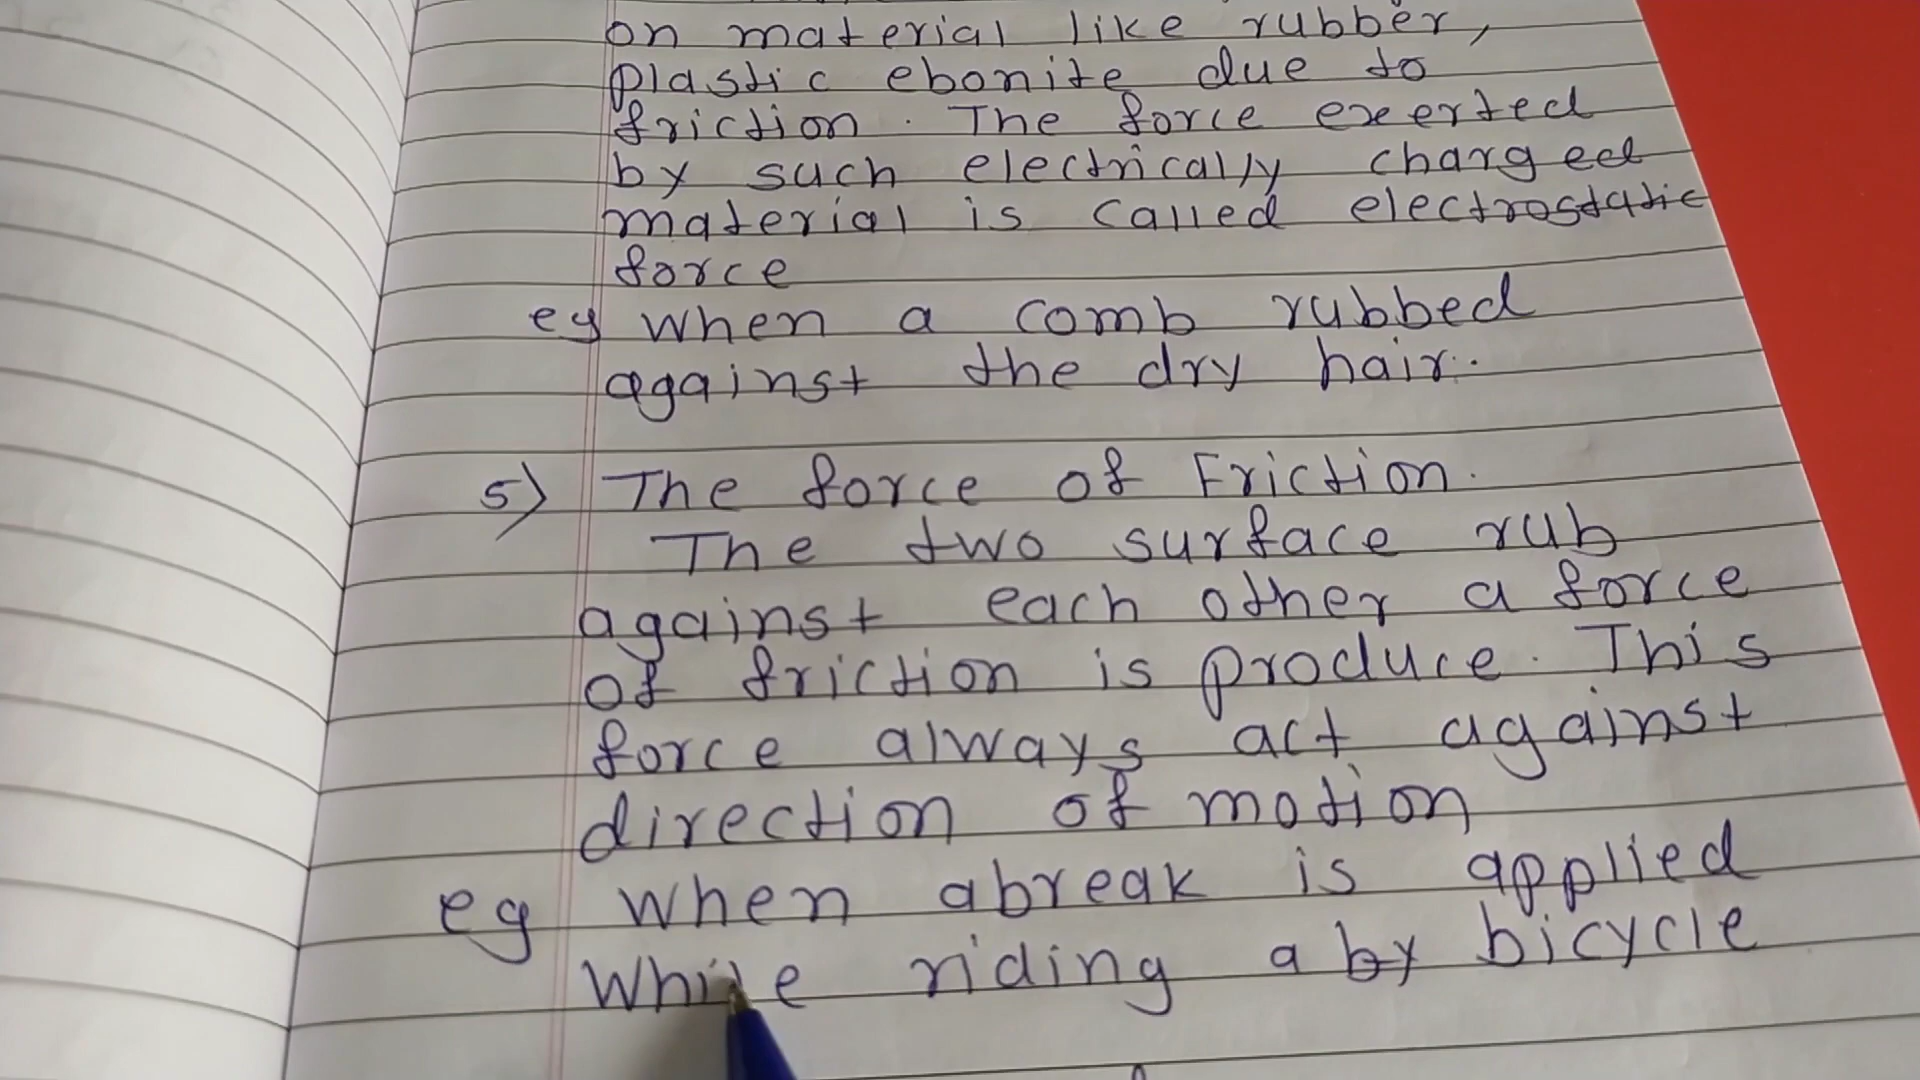 on material like rubber,
plastic ebonite due to
friction. The force exerted
by such electrically charged
material is called electrostatic
force
eg when a comb rubbed
against the dry hair.
5) The force of Friction.
The two surface rub
against each other a force
of friction is produce. This
force always act against
direction of motion
eg when abreak is applied
While riding a by bicycle